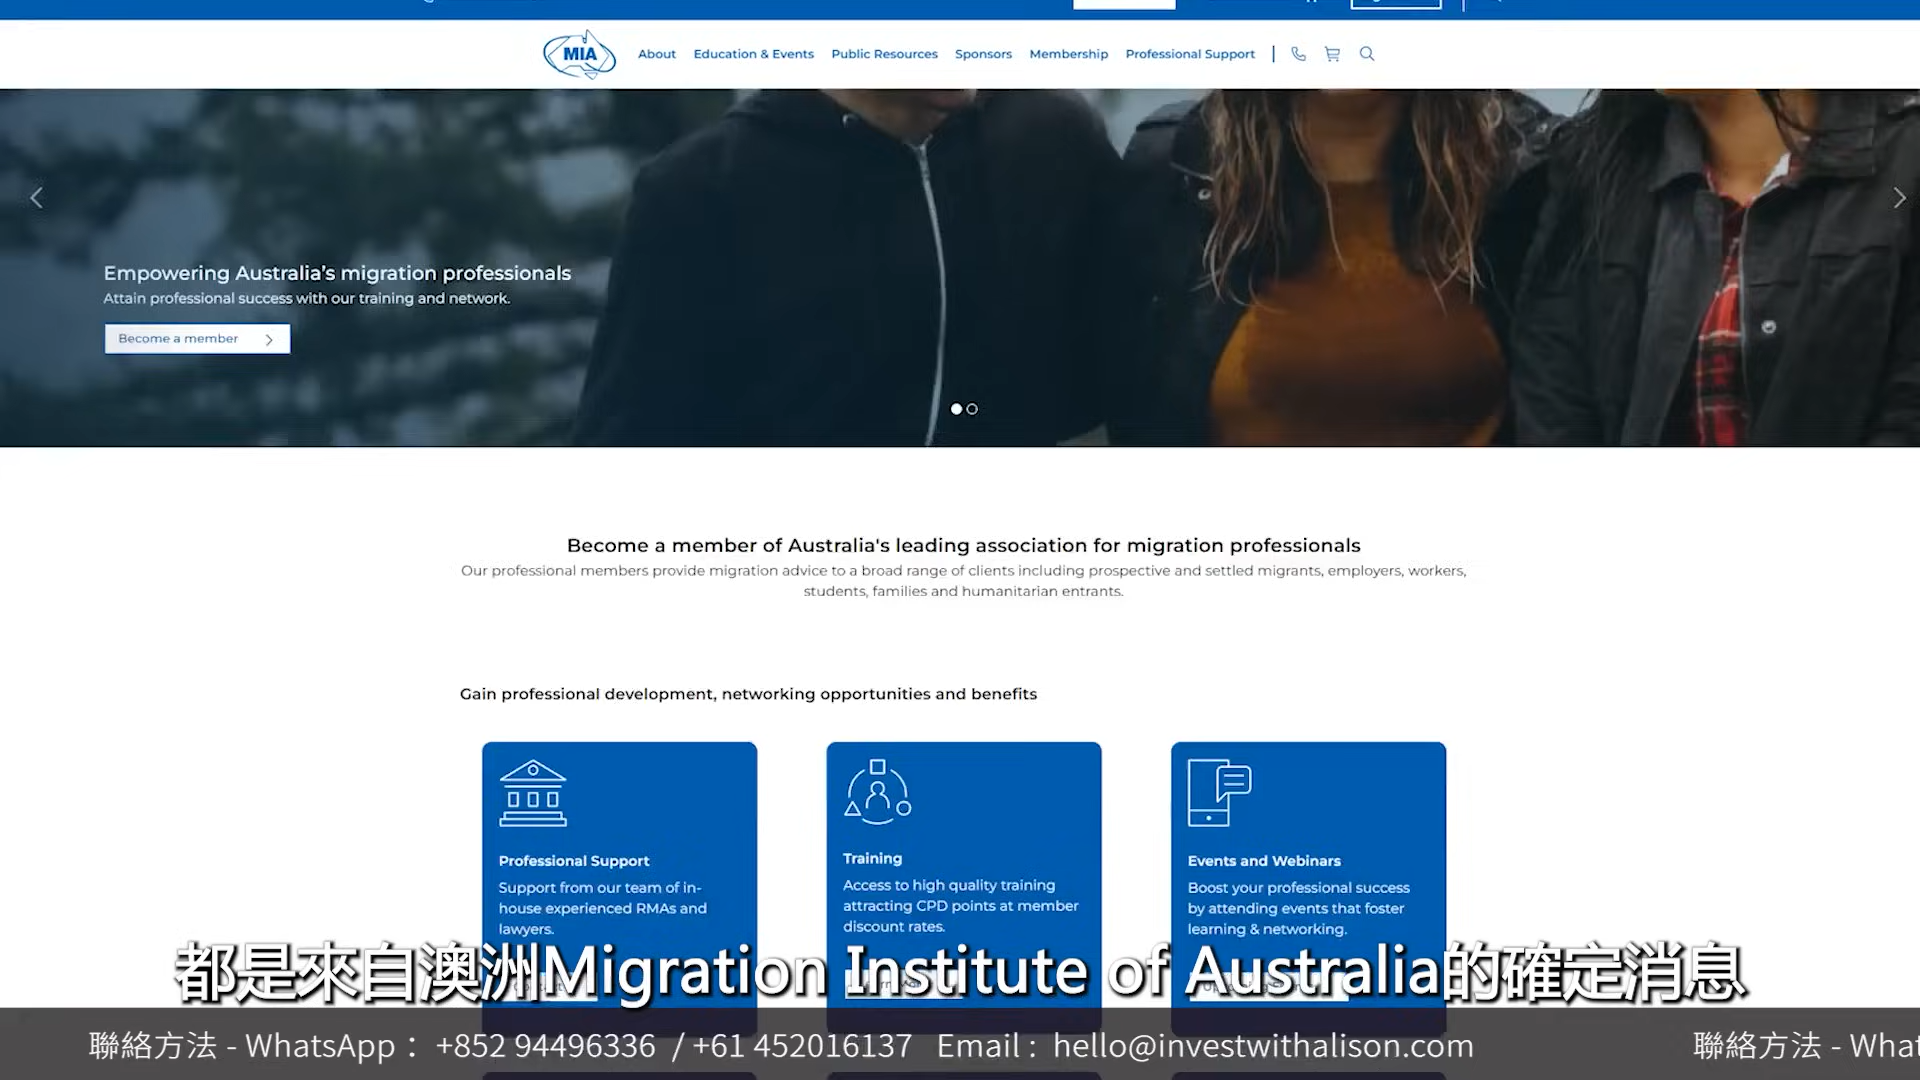 MIA
About Education & Events Public Resources Sponsors Membership Professional Support
Empowering Australia's migration professionals
Attain professional success with our training and network.
Become a member
Become a member of Australia's leading association for migration professionals
Our professional members provide migration advice to a broad range of clients including prospective and settled migrants, employers, workers,
students, families and humanitarian entrants.
Gain professional development, networking opportunities and benefits
Professional Support
Support from our team of in-
house experienced RMAs and
lawyers.
Training
Access to high quality training
attracting CPD points at member
discount rates.
Events and Webinars
Boost your professional success
by attending events that foster
learning & networking.
都是來自澳洲Migration Institute of Australia的確定消息
聯絡方法 - WhatsApp： +852 94496336 / +61 452016137 Email : hello@investwithalison.com 聯絡方法 -